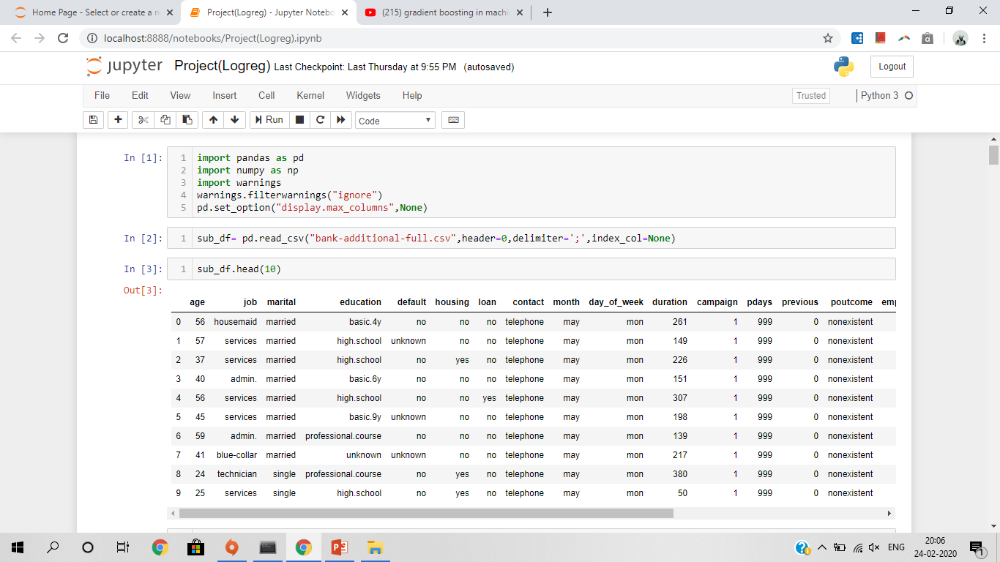 Home Page - Select or create a n
Project(Logreg) - Jupyter Notebo
(215) gradient boosting in machi
localhost:8888/notebooks/Project(Logreg).ipynb
jupyter Project(Logreg) Last Checkpoint: Last Thursday at 9:55 PM (autosaved)
Logout
File Edit View Insert Cell Kernel Widgets Help
Trusted
Python 3
Run
Code
In [1]:
1 import pandas as pd
2 import numpy as np
3 import warnings
4 warnings.filterwarnings("ignore")
5 pd.set_option("display.max_columns",None)
In [2]:
1 sub_df= pd.read_csv("bank-additional-full.csv",header=0,delimiter=';',index_col=None)
In [3]:
1 sub_df.head(10)
Out[3]:
age job marital education default housing loan contact month day_of_week duration campaign pdays previous poutcome emp
0 56 housemaid married basic.4y no no no telephone may mon 261 1 999 0 nonexistent
1 57 services married high.school unknown no no telephone may mon 149 1 999 0 nonexistent
2 37 services married high.school no yes no telephone may mon 226 1 999 0 nonexistent
3 40 admin. married basic.6y no no no telephone may mon 151 1 999 0 nonexistent
4 56 services married high.school no no yes telephone may mon 307 1 999 0 nonexistent
5 45 services married basic.9y unknown no no telephone may mon 198 1 999 0 nonexistent
6 59 admin. married professional.course no no no telephone may mon 139 1 999 0 nonexistent
7 41 blue-collar married unknown unknown no no telephone may mon 217 1 999 0 nonexistent
8 24 technician single professional.course no yes no telephone may mon 380 1 999 0 nonexistent
9 25 services single high.school no yes no telephone may mon 50 1 999 0 nonexistent
ENG
20:06
24-02-2020
1